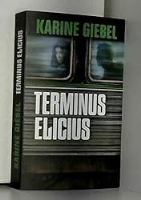 KARINE GIEBEL
TERMINUS
ELICIUS
KARINE GIEBEL
TERMINUS ELICIUS